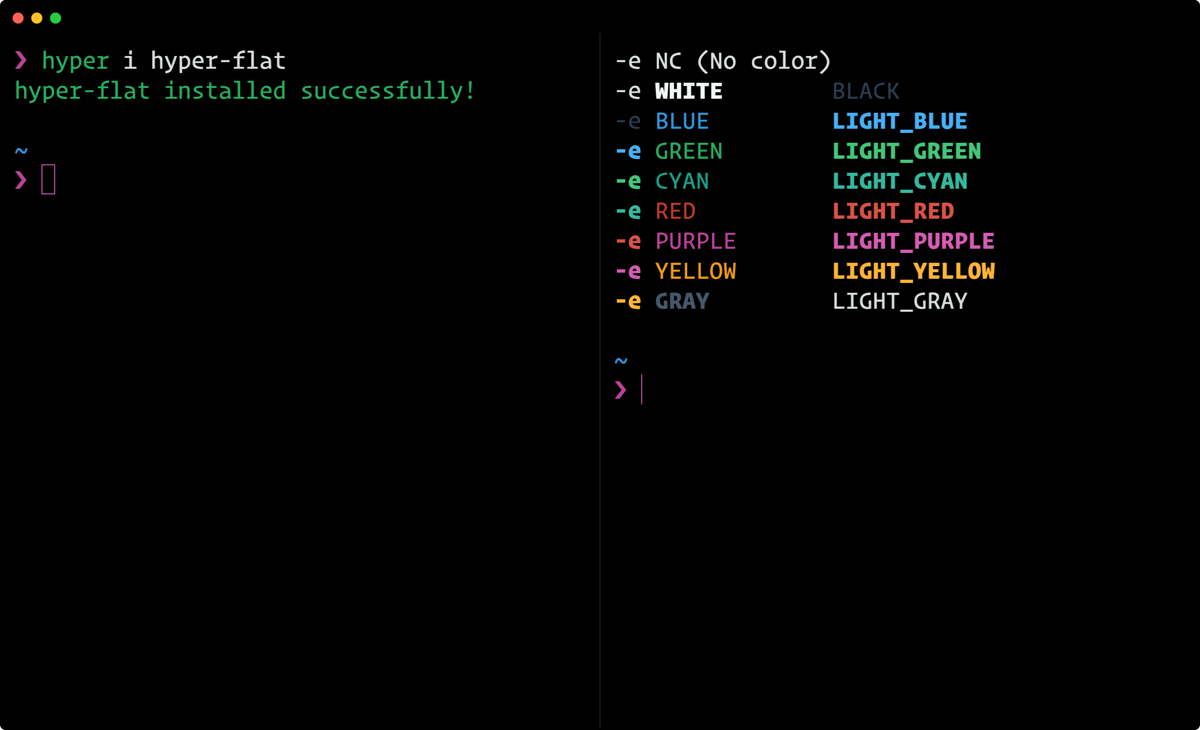 ❯ hyper i hyper-flat
hyper-flat installed successfully!
~
❯
-e NC (No color)
-e WHITE BLACK
-e BLUE LIGHT_BLUE
-e GREEN LIGHT_GREEN
-e CYAN LIGHT_CYAN
-e RED LIGHT_RED
-e PURPLE LIGHT_PURPLE
-e YELLOW LIGHT_YELLOW
-e GRAY LIGHT_GRAY
~
❯